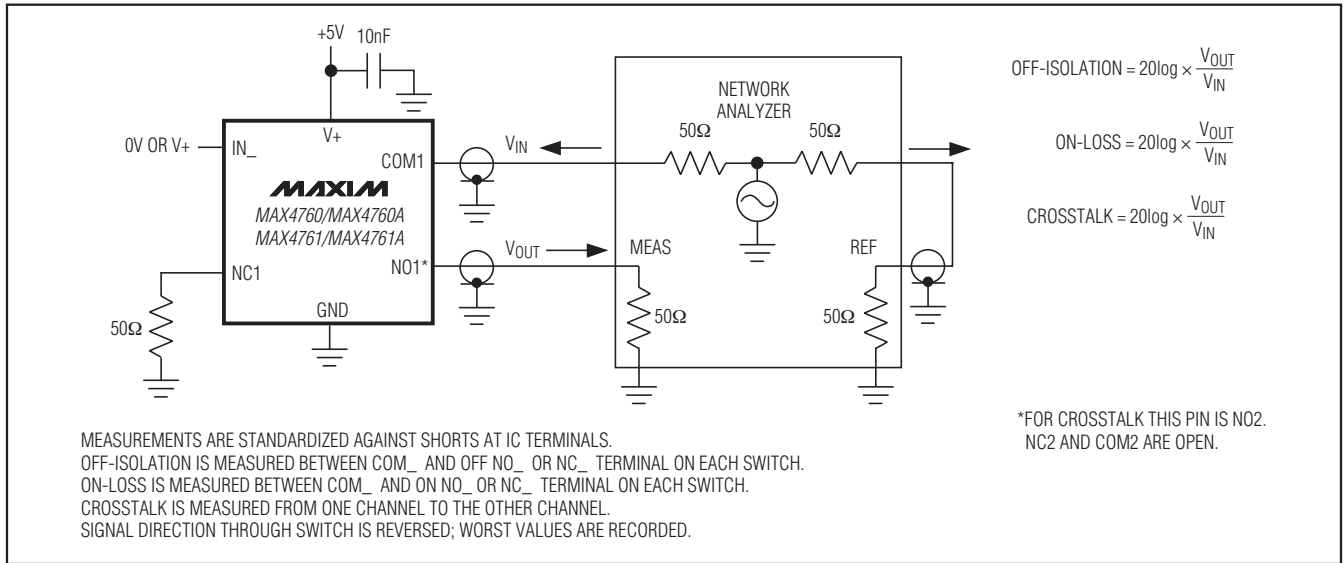 +5V
10nF
0V OR V+
IN_
V+
COM1
MAXIM
MAX4760/MAX4760A
MAX4761/MAX4761A
NC1
NO1*
GND
50Ω
VIN
VOUT
NETWORK
ANALYZER
50Ω
50Ω
MEAS
REF
50Ω
50Ω
OFF-ISOLATION = 20log × VOUT
VIN
ON-LOSS = 20log × VOUT
VIN
CROSSTALK = 20log × VOUT
VIN
MEASUREMENTS ARE STANDARDIZED AGAINST SHORTS AT IC TERMINALS.
OFF-ISOLATION IS MEASURED BETWEEN COM_ AND OFF NO_ OR NC_ TERMINAL ON EACH SWITCH.
ON-LOSS IS MEASURED BETWEEN COM_ AND ON NO_ OR NC_ TERMINAL ON EACH SWITCH.
CROSSTALK IS MEASURED FROM ONE CHANNEL TO THE OTHER CHANNEL.
SIGNAL DIRECTION THROUGH SWITCH IS REVERSED; WORST VALUES ARE RECORDED.
*FOR CROSSTALK THIS PIN IS NO2.
NC2 AND COM2 ARE OPEN.